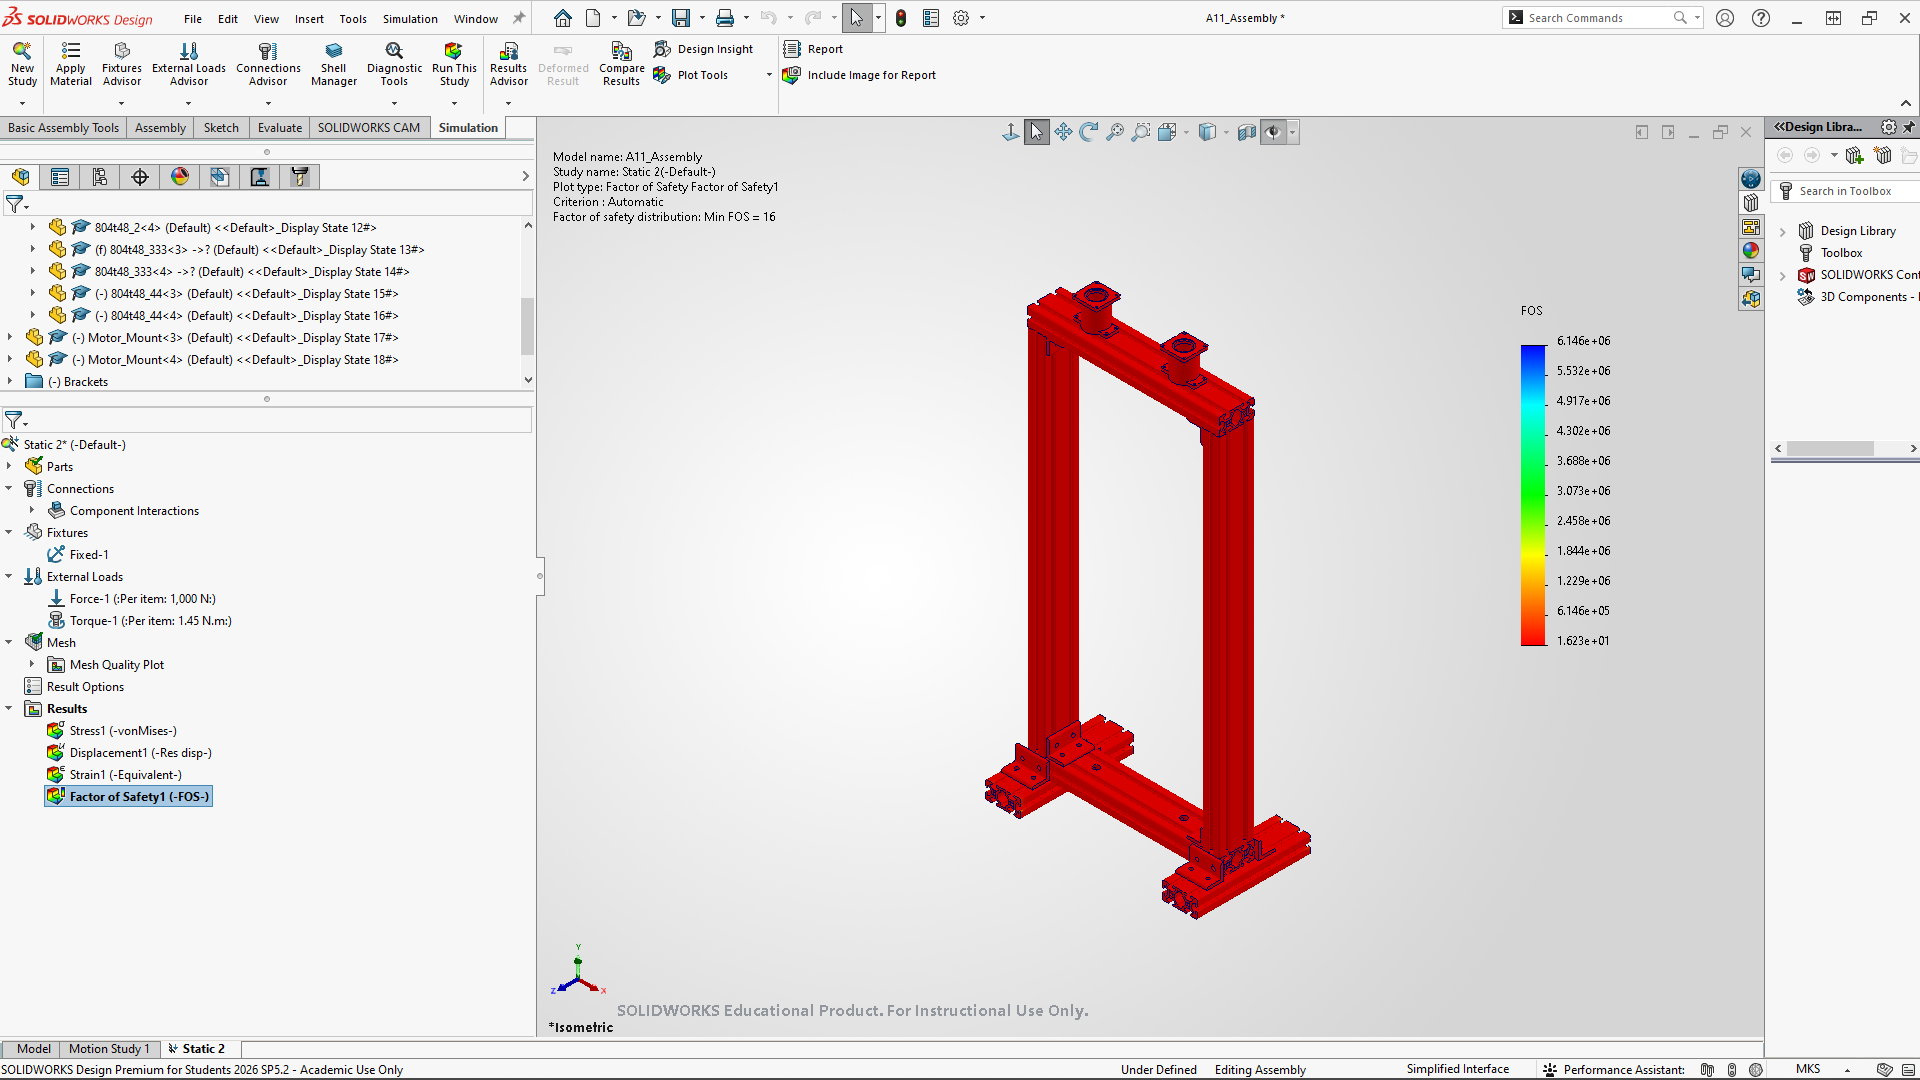 SOLIDWORKS Design
File Edit View Insert Tools Simulation Window
A11_Assembly *
Search Commands
New Study
Apply Material
Fixtures Advisor
External Loads Advisor
Connections Advisor
Shell Manager
Diagnostic Tools
Run This Study
Results Advisor
Deformed Result
Compare Results
Design Insight
Plot Tools
Report
Include Image for Report
Basic Assembly Tools Assembly Sketch Evaluate SOLIDWORKS CAM Simulation
804t48_2<4> (Default) <<Default>_Display State 12#>
(f) 804t48_333<3> ->? (Default) <<Default>_Display State 13#>
804t48_333<4> ->? (Default) <<Default>_Display State 14#>
(-) 804t48_44<3> (Default) <<Default>_Display State 15#>
(-) 804t48_44<4> (Default) <<Default>_Display State 16#>
(-) Motor_Mount<3> (Default) <<Default>_Display State 17#>
(-) Motor_Mount<4> (Default) <<Default>_Display State 18#>
(-) Brackets
Static 2* (-Default-)
Parts
Connections
Component Interactions
Fixtures
Fixed-1
External Loads
Force-1 (:Per item: 1,000 N:)
Torque-1 (:Per item: 1.45 N.m:)
Mesh
Mesh Quality Plot
Result Options
Results
Stress1 (-vonMises-)
Displacement1 (-Res disp-)
Strain1 (-Equivalent-)
Factor of Safety1 (-FOS-)
Model name: A11_Assembly
Study name: Static 2(-Default-)
Plot type: Factor of Safety Factor of Safety1
Criterion : Automatic
Factor of safety distribution: Min FOS = 16
FOS
6.146e+06
5.532e+06
4.917e+06
4.302e+06
3.688e+06
3.073e+06
2.458e+06
1.844e+06
1.229e+06
6.146e+05
1.623e+01
Y
Z
X
SOLIDWORKS Educational Product. For Instructional Use Only.
*Isometric
Design Libra...
Search in Toolbox
Design Library
Toolbox
SOLIDWORKS Cont
3D Components -
Model Motion Study 1 Static 2
SOLIDWORKS Design Premium for Students 2026 SP5.2 - Academic Use Only
Under Defined Editing Assembly Simplified Interface Performance Assistant: MKS